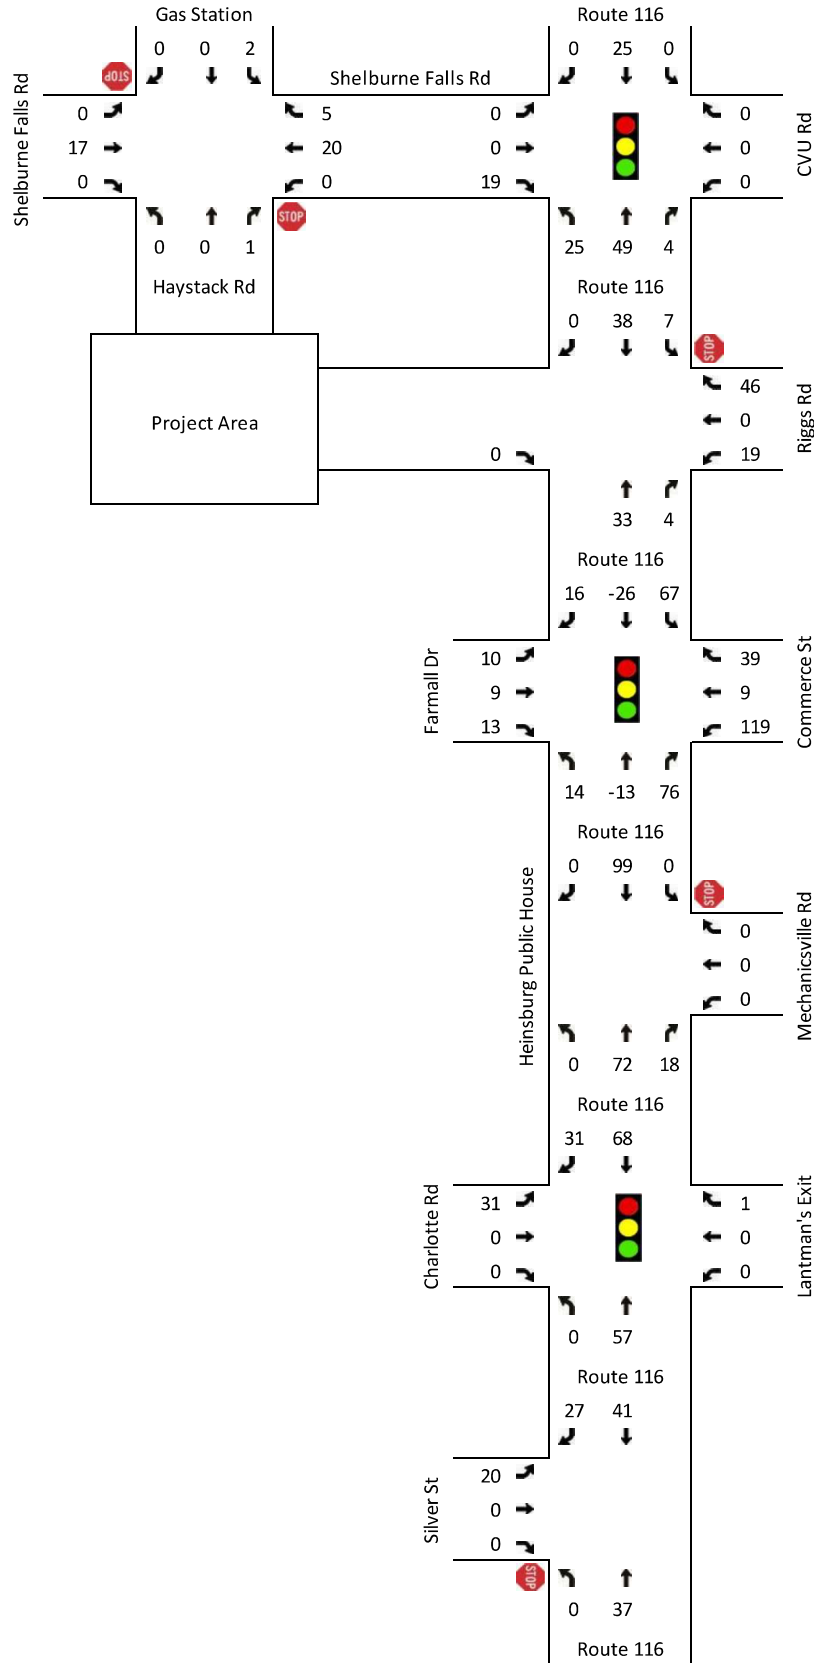 Gas Station
Route 116
0 0 2
0 25 0
STOP
Shelburne Falls Rd
Shelburne Falls Rd
0
17
0
5
20
0
0
0
19
0
0
0
CVU Rd
STOP
0 0 1
25 49 4
Haystack Rd
Route 116
0 38 7
STOP
Project Area
46
0
19
Riggs Rd
0
33 4
Route 116
16 -26 67
Farmall Dr
10
9
13
39
9
119
Commerce St
14 -13 76
Route 116
0 99 0
STOP
Heinsburg Public House
0
0
0
Mechanicsville Rd
0 72 18
Route 116
31 68
Charlotte Rd
31
0
0
1
0
0
Lantman's Exit
0 57
Route 116
27 41
Silver St
20
0
0
STOP
0 37
Route 116